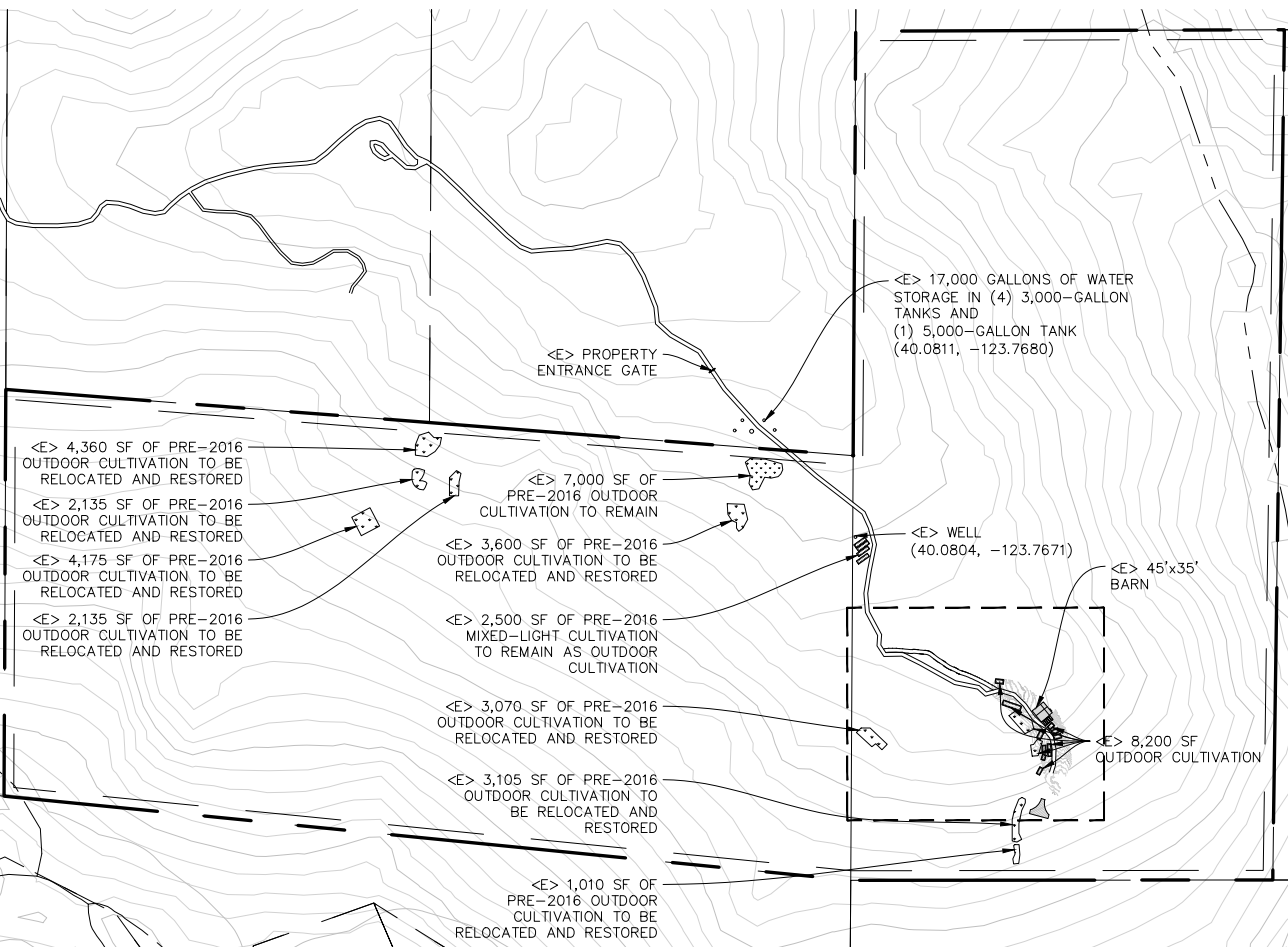 <E> 17,000 GALLONS OF WATER
STORAGE IN (4) 3,000-GALLON
TANKS AND
(1) 5,000-GALLON TANK
(40.0811, -123.7680)
<E> PROPERTY
ENTRANCE GATE
<E> 4,360 SF OF PRE-2016
OUTDOOR CULTIVATION TO BE
RELOCATED AND RESTORED
<E> 2,135 SF OF PRE-2016
OUTDOOR CULTIVATION TO BE
RELOCATED AND RESTORED
<E> 4,175 SF OF PRE-2016
OUTDOOR CULTIVATION TO BE
RELOCATED AND RESTORED
<E> 2,135 SF OF PRE-2016
OUTDOOR CULTIVATION TO BE
RELOCATED AND RESTORED
<E> 7,000 SF OF
PRE-2016 OUTDOOR
CULTIVATION TO REMAIN
<E> 3,600 SF OF PRE-2016
OUTDOOR CULTIVATION TO BE
RELOCATED AND RESTORED
<E> 2,500 SF OF PRE-2016
MIXED-LIGHT CULTIVATION
TO REMAIN AS OUTDOOR
CULTIVATION
<E> 3,070 SF OF PRE-2016
OUTDOOR CULTIVATION TO BE
RELOCATED AND RESTORED
<E> 3,105 SF OF PRE-2016
OUTDOOR CULTIVATION TO
BE RELOCATED AND
RESTORED
<E> 1,010 SF OF
PRE-2016 OUTDOOR
CULTIVATION TO BE
RELOCATED AND RESTORED
<E> WELL
(40.0804, -123.7671)
<E> 45'x35'
BARN
<E> 8,200 SF
OUTDOOR CULTIVATION